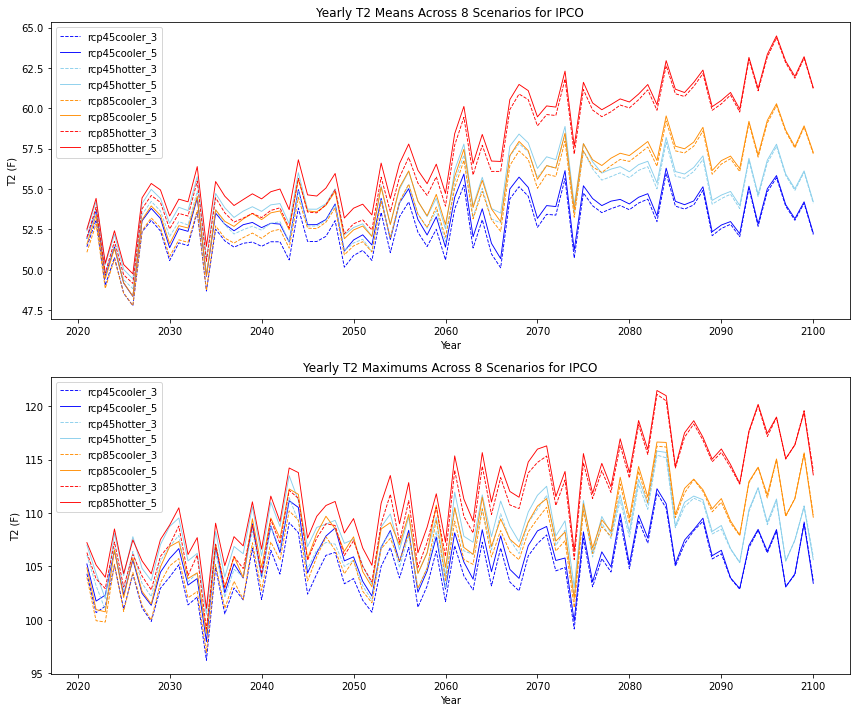 Yearly T2 Means Across 8 Scenarios for IPCO
65.0
62.5
60.0
57.5
55.0
52.5
50.0
47.5
T2 (F)
rcp45cooler_3
rcp45cooler_5
rcp45hotter_3
rcp45hotter_5
rcp85cooler_3
rcp85cooler_5
rcp85hotter_3
rcp85hotter_5
2020 2030 2040 2050 2060 2070 2080 2090 2100
Year
Yearly T2 Maximums Across 8 Scenarios for IPCO
120
115
110
105
100
95
T2 (F)
rcp45cooler_3
rcp45cooler_5
rcp45hotter_3
rcp45hotter_5
rcp85cooler_3
rcp85cooler_5
rcp85hotter_3
rcp85hotter_5
2020 2030 2040 2050 2060 2070 2080 2090 2100
Year